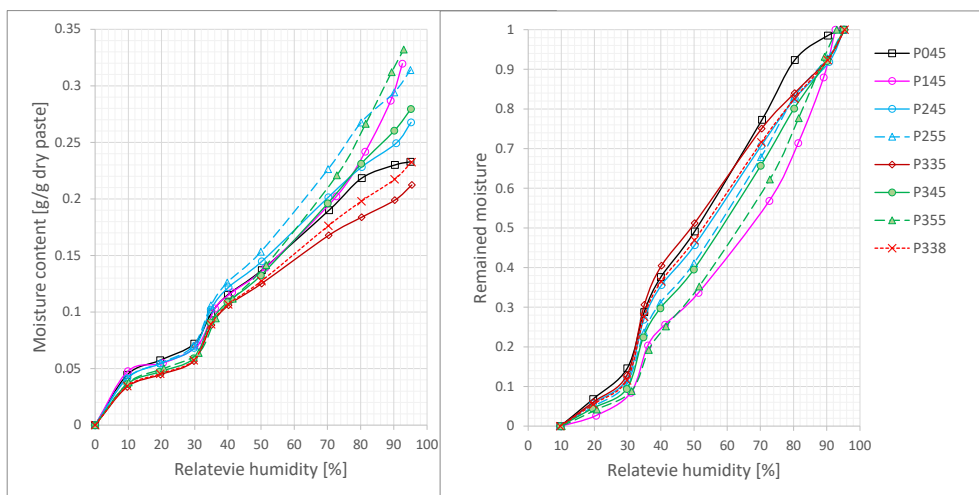 0.35
0.3
0.25
0.2
0.15
0.1
0.05
0
Moisture content [g/g dry paste]
0 10 20 30 40 50 60 70 80 90 100
Relatevie humidity [%]
1
0.9
0.8
0.7
0.6
0.5
0.4
0.3
0.2
0.1
0
Remained moisture
0 10 20 30 40 50 60 70 80 90 100
Relatevie humidity [%]
P045
P145
P245
P255
P335
P345
P355
P338